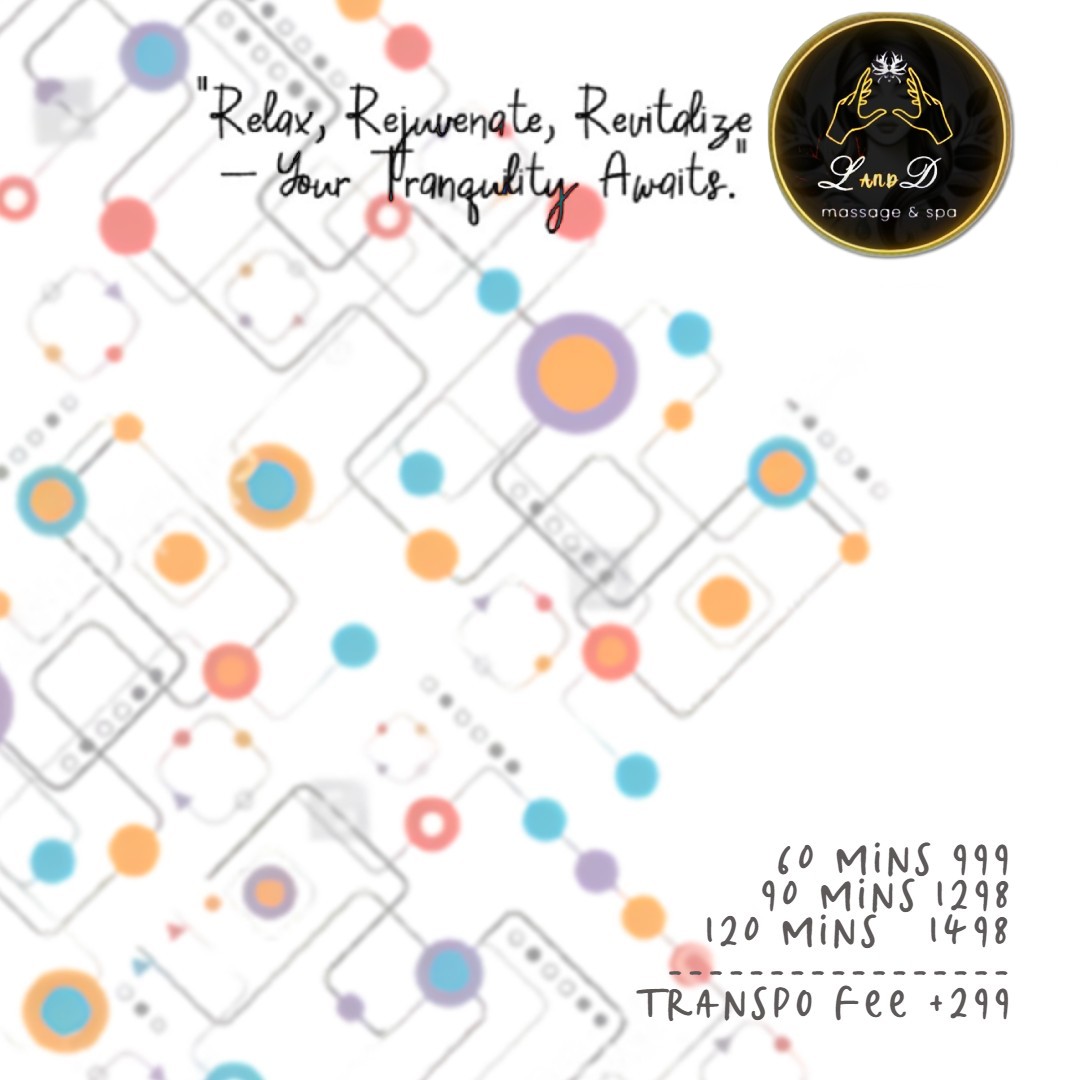 "Relax, Rejuvenate, Revitalize"
— Your Tranquility Awaits.
L AND D
massage & spa
60 MiNS 999
90 MiNS 1298
120 MiNS 1498
-----------------
TRANSPO Fee +299